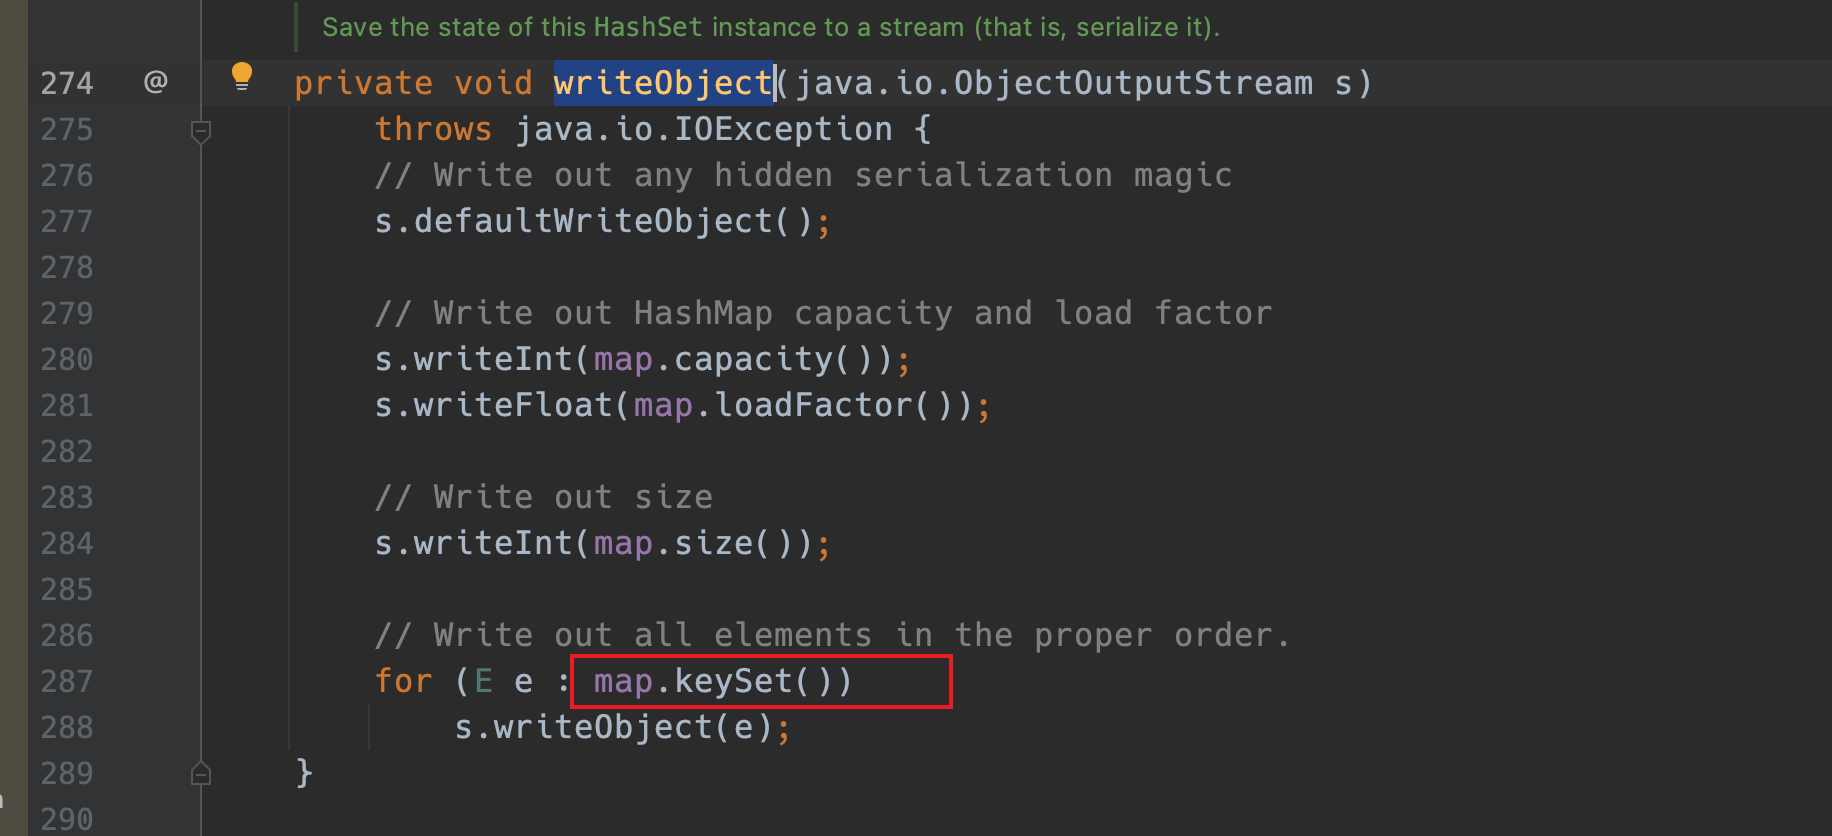 Save the state of this HashSet instance to a stream (that is, serialize it).
274 @ private void writeObject(java.io.ObjectOutputStream s)
275 throws java.io.IOException {
276 // Write out any hidden serialization magic
277 s.defaultWriteObject();
278
279 // Write out HashMap capacity and load factor
280 s.writeInt(map.capacity());
281 s.writeFloat(map.loadFactor());
282
283 // Write out size
284 s.writeInt(map.size());
285
286 // Write out all elements in the proper order.
287 for (E e : map.keySet())
288 s.writeObject(e);
289 }
290